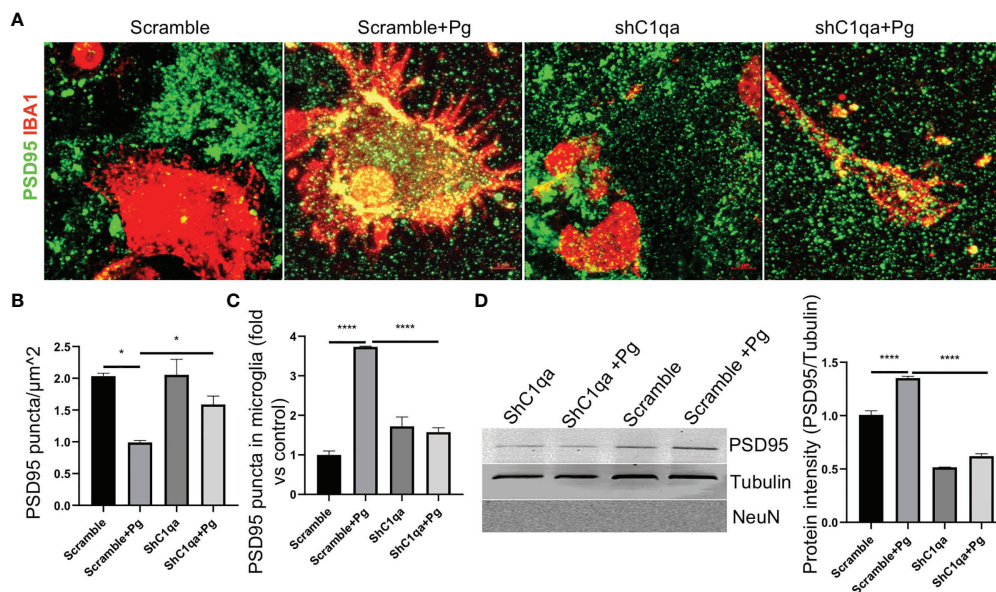 A
Scramble
Scramble+Pg
shC1qa
shC1qa+Pg
PSD95 IBA1
B
PSD95 puncta/µm^2
2.5
2.0
1.5
1.0
0.5
0.0
*
*
Scramble
Scramble+Pg
ShC1qa
ShC1qa+Pg
C
PSD95 puncta in microglia (fold
vs control)
4
3
2
1
0
****
****
Scramble
Scramble+Pg
ShC1qa
ShC1qa+Pg
D
ShC1qa
ShC1qa +Pg
Scramble
Scramble +Pg
PSD95
Tubulin
NeuN
Protein intensity (PSD95/Tubulin)
1.5
1.0
0.5
0.0
****
****
Scramble
Scramble+Pg
ShC1qa
ShC1qa+Pg